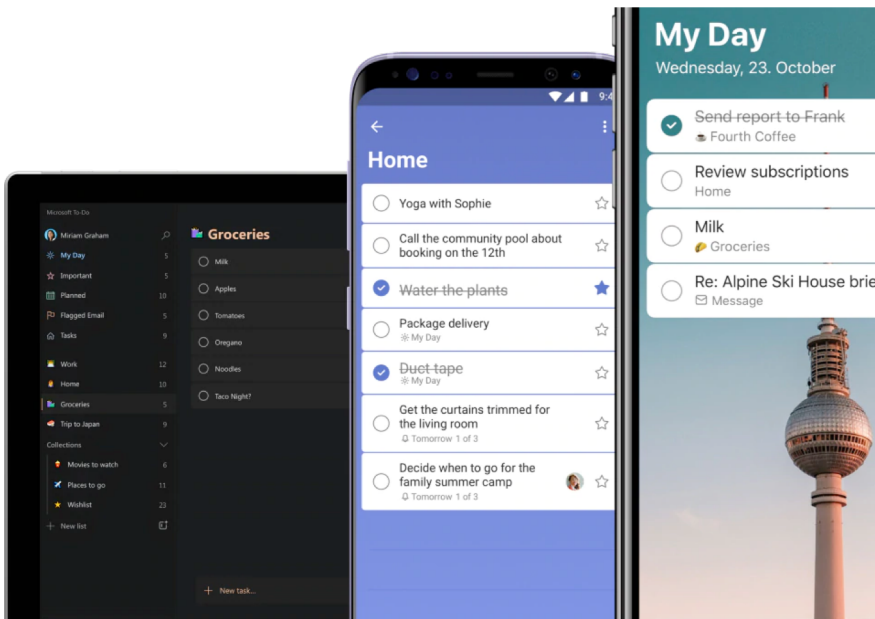 Microsoft To-Do
Miriam Graham
My Day 5
Important 5
Planned 10
Flagged Email 5
Tasks 9
Work 12
Home 10
Groceries 5
Trip to Japan 9
Collections
Movies to watch 6
Places to go 11
Wishlist 23
New list
Groceries
Milk
Apples
Tomatoes
Oregano
Noodles
Taco Night?
New task...
9:4
Home
Yoga with Sophie
Call the community pool about
booking on the 12th
Water the plants
Package delivery
My Day
Duct tape
My Day
Get the curtains trimmed for
the living room
Tomorrow 1 of 3
Decide when to go for the
family summer camp
Tomorrow 1 of 3
My Day
Wednesday, 23. October
Send report to Frank
Fourth Coffee
Review subscriptions
Home
Milk
Groceries
Re: Alpine Ski House brie
Message